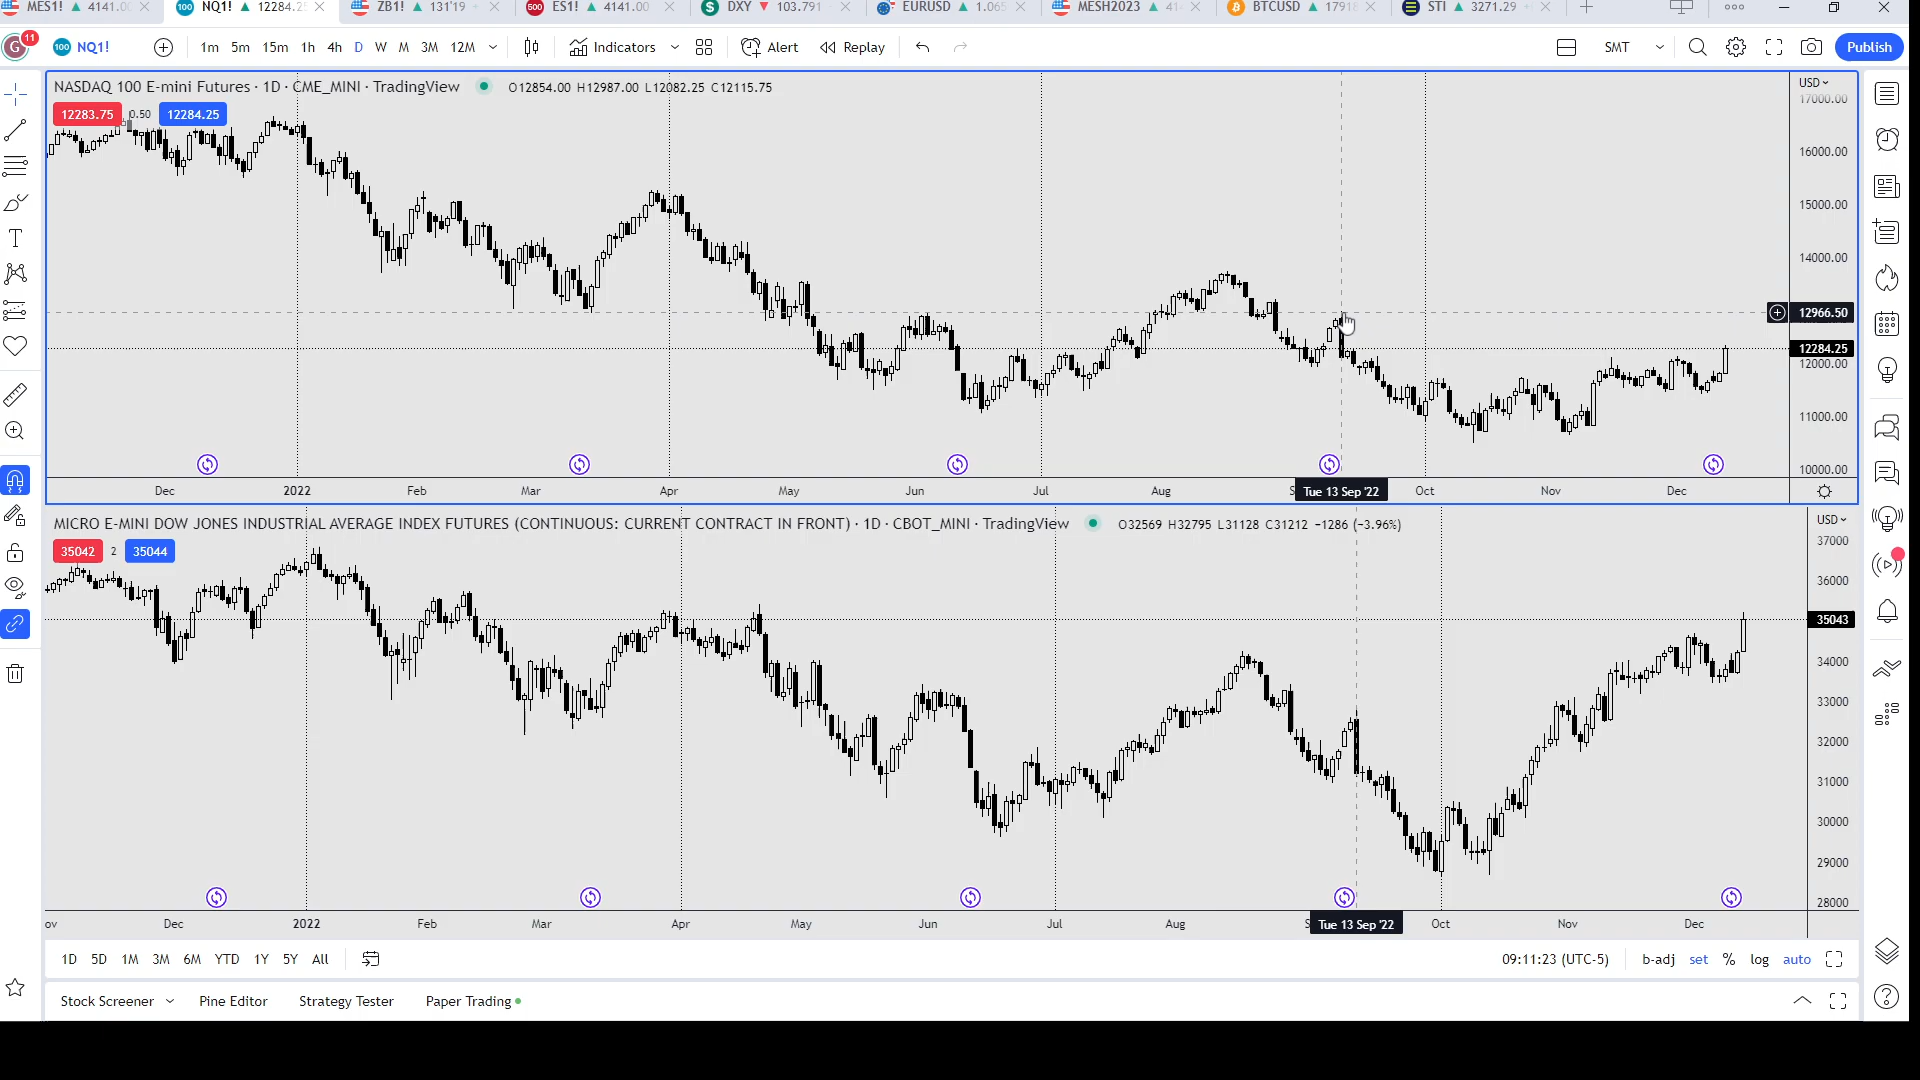 MES1! 4141.0 NQ1! 12284.2 ZB1! 131'19 ES1! 4141.00 DXY 103.791 EURUSD 1.065 MESH2023 41 BTCUSD 1791 STI 3271.29
11 NQ1! 1m 5m 15m 1h 4h D W M 3M 12M Indicators Alert Replay SMT Publish
NASDAQ 100 E-mini Futures · 1D · CME_MINI · TradingView O12854.00 H12987.00 L12082.25 C12115.75
USD
12283.75 0.50 12284.25
17000.00
16000.00
15000.00
14000.00
12966.50
12284.25
12000.00
11000.00
10000.00
Dec 2022 Feb Mar Apr May Jun Jul Aug Tue 13 Sep '22 Oct Nov Dec
MICRO E-MINI DOW JONES INDUSTRIAL AVERAGE INDEX FUTURES (CONTINUOUS: CURRENT CONTRACT IN FRONT) · 1D · CBOT_MINI · TradingView O32569 H32795 L31128 C31212 −1286 (−3.96%)
USD
35042 2 35044
37000
36000
35043
34000
33000
32000
31000
30000
29000
28000
ov Dec 2022 Feb Mar Apr May Jun Jul Aug Tue 13 Sep '22 Oct Nov Dec
1D 5D 1M 3M 6M YTD 1Y 5Y All 09:11:23 (UTC-5) b-adj set % log auto
Stock Screener Pine Editor Strategy Tester Paper Trading